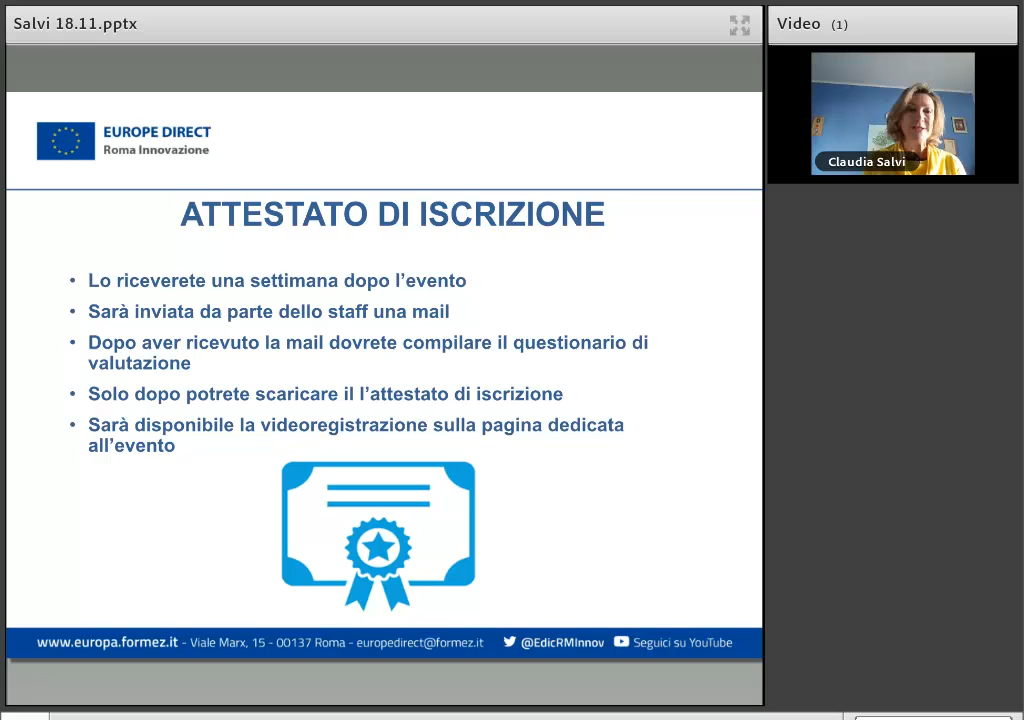 Salvi 18.11.pptx
Video (1)
EUROPE DIRECT
Roma Innovazione
Claudia Salvi
ATTESTATO DI ISCRIZIONE
• Lo riceverete una settimana dopo l’evento
• Sarà inviata da parte dello staff una mail
• Dopo aver ricevuto la mail dovrete compilare il questionario di
valutazione
• Solo dopo potrete scaricare il l’attestato di iscrizione
• Sarà disponibile la videoregistrazione sulla pagina dedicata
all’evento
www.europa.formez.it - Viale Marx, 15 - 00137 Roma - europedirect@formez.it @EdicRMInnov Seguici su YouTube